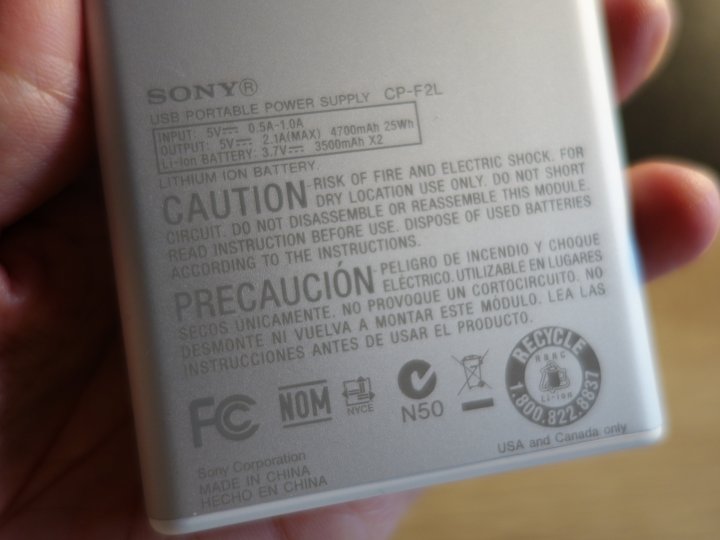 SONY®
USB PORTABLE POWER SUPPLY CP-F2L
INPUT: 5V⎓ 0.5A-1.0A
OUTPUT: 5V⎓ 2.1A(MAX) 4700mAh 25Wh
Li-Ion BATTERY: 3.7V⎓ 3500mAh X2
LITHIUM ION BATTERY.
CAUTION-RISK OF FIRE AND ELECTRIC SHOCK. FOR
DRY LOCATION USE ONLY. DO NOT SHORT
CIRCUIT. DO NOT DISASSEMBLE OR REASSEMBLE THIS MODULE.
READ INSTRUCTION BEFORE USE. DISPOSE OF USED BATTERIES
ACCORDING TO THE INSTRUCTIONS.
PRECAUCIÓN-PELIGRO DE INCENDIO Y CHOQUE
ELÉCTRICO. UTILIZABLE EN LUGARES
SECOS ÚNICAMENTE. NO PROVOQUE UN CORTOCIRCUITO. NO
DESMONTE NI VUELVA A MONTAR ESTE MÓDULO. LEA LAS
INSTRUCCIONES ANTES DE USAR EL PRODUCTO.
FC
NOM
NYCE
N50
RECYCLE
RBRC
Li-ion
1.800.822.8837
USA and Canada only
Sony Corporation
MADE IN CHINA
HECHO EN CHINA